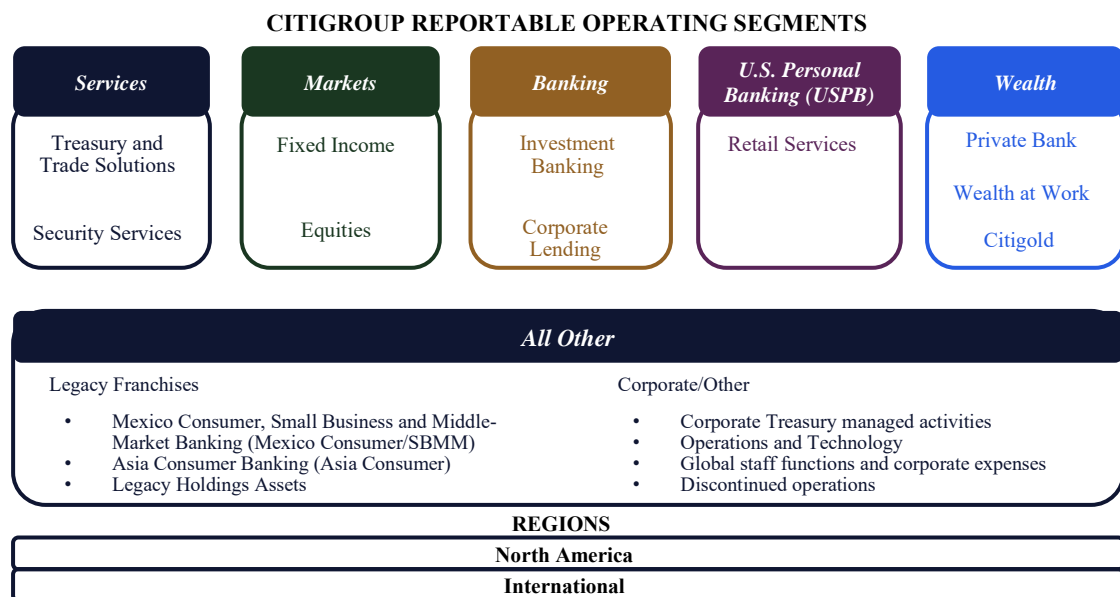 CITIGROUP REPORTABLE OPERATING SEGMENTS
Services
Treasury and
Trade Solutions
Security Services
Markets
Fixed Income
Equities
Banking
Investment
Banking
Corporate
Lending
U.S. Personal
Banking (USPB)
Retail Services
Wealth
Private Bank
Wealth at Work
Citigold
All Other
Legacy Franchises
• Mexico Consumer, Small Business and Middle-
Market Banking (Mexico Consumer/SBMM)
• Asia Consumer Banking (Asia Consumer)
• Legacy Holdings Assets
Corporate/Other
• Corporate Treasury managed activities
• Operations and Technology
• Global staff functions and corporate expenses
• Discontinued operations
REGIONS
North America
International